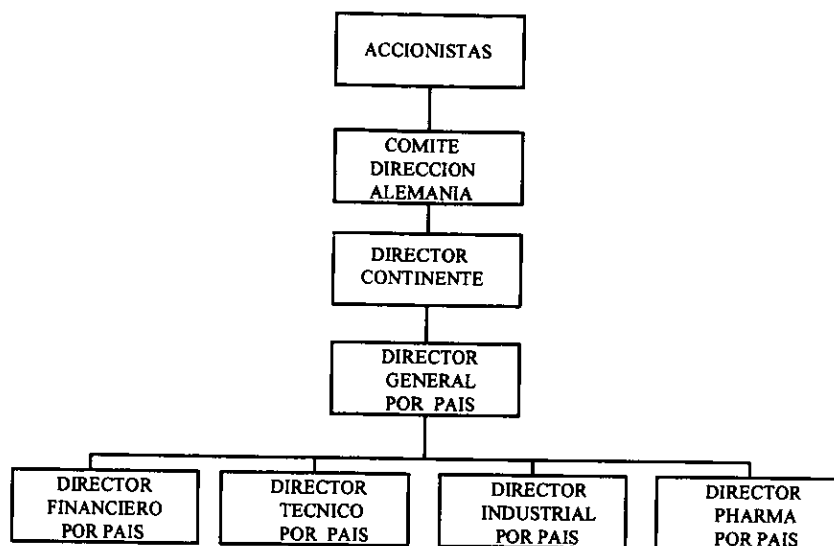 ACCIONISTAS
COMITE
DIRECCION
ALEMANIA
DIRECTOR
CONTINENTE
DIRECTOR
GENERAL
POR PAIS
DIRECTOR
FINANCIERO
POR PAIS
DIRECTOR
TECNICO
POR PAIS
DIRECTOR
INDUSTRIAL
POR PAIS
DIRECTOR
PHARMA
POR PAIS